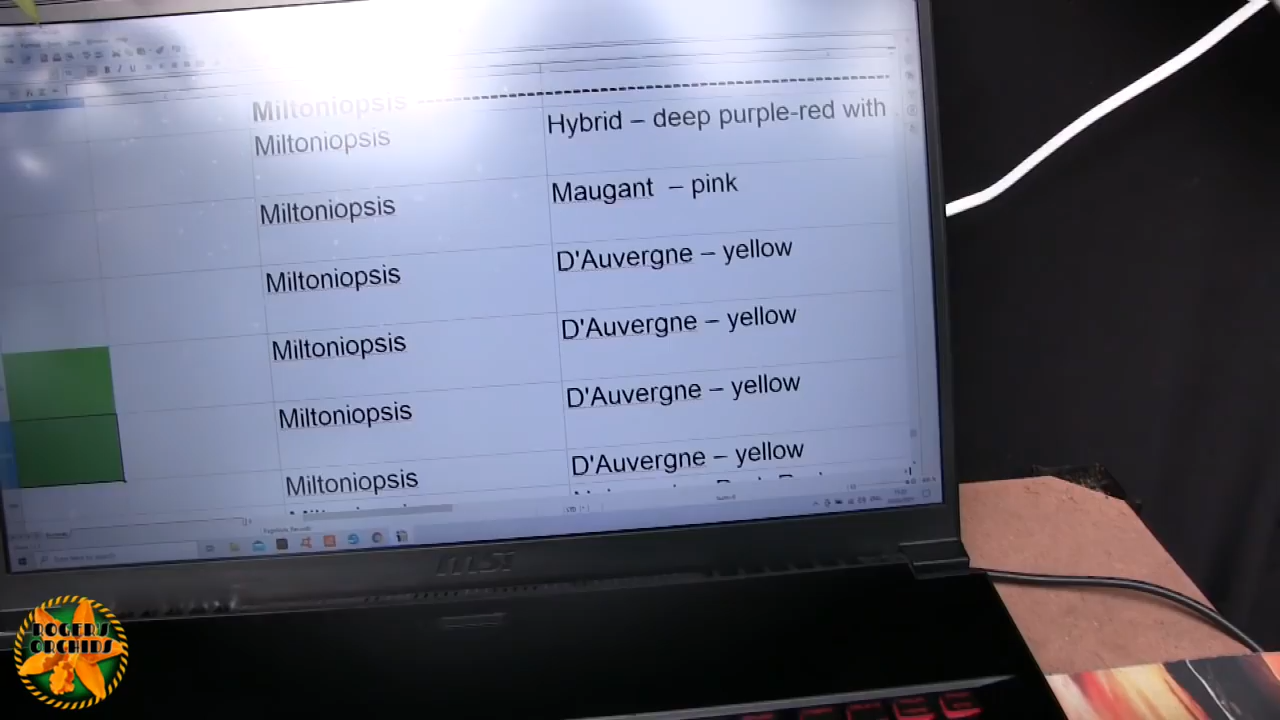 Miltoniopsis
Miltoniopsis Hybrid – deep purple-red with
Miltoniopsis Maugant – pink
Miltoniopsis D'Auvergne – yellow
Miltoniopsis D'Auvergne – yellow
Miltoniopsis D'Auvergne – yellow
Miltoniopsis D'Auvergne – yellow
msi
ROGER'S
ORCHIDS